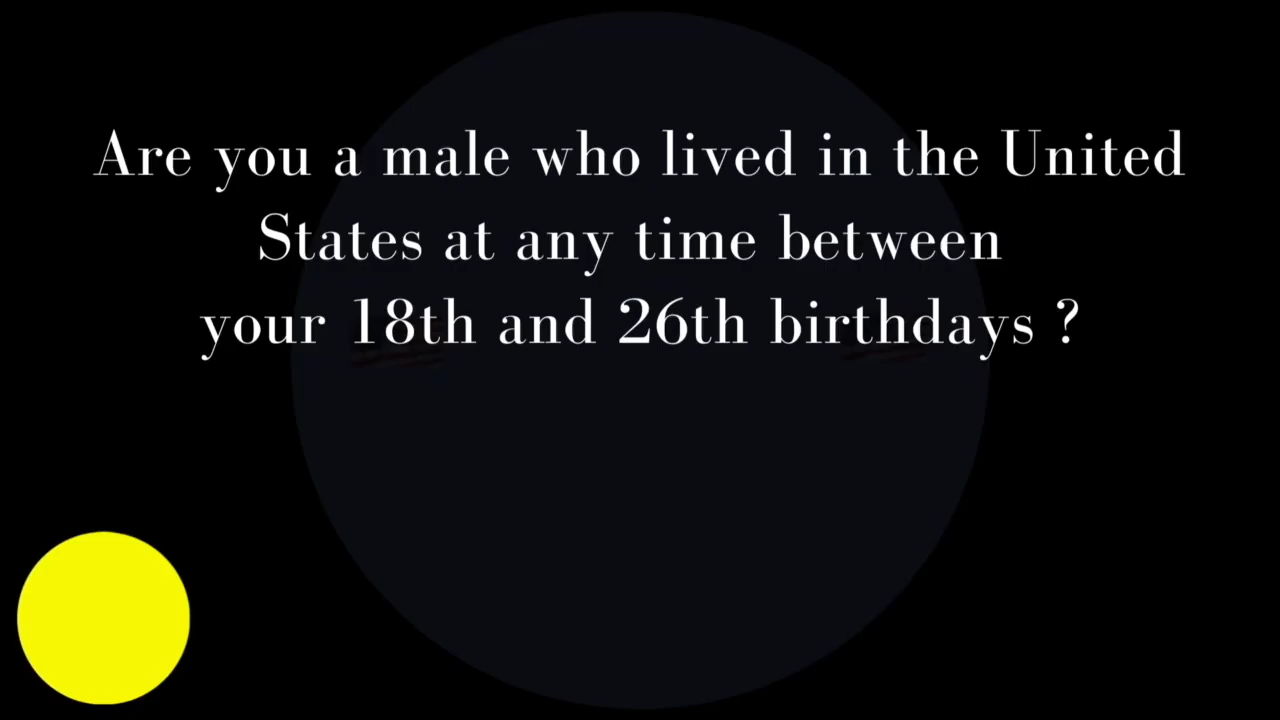 Are you a male who lived in the United
States at any time between
your 18th and 26th birthdays ?